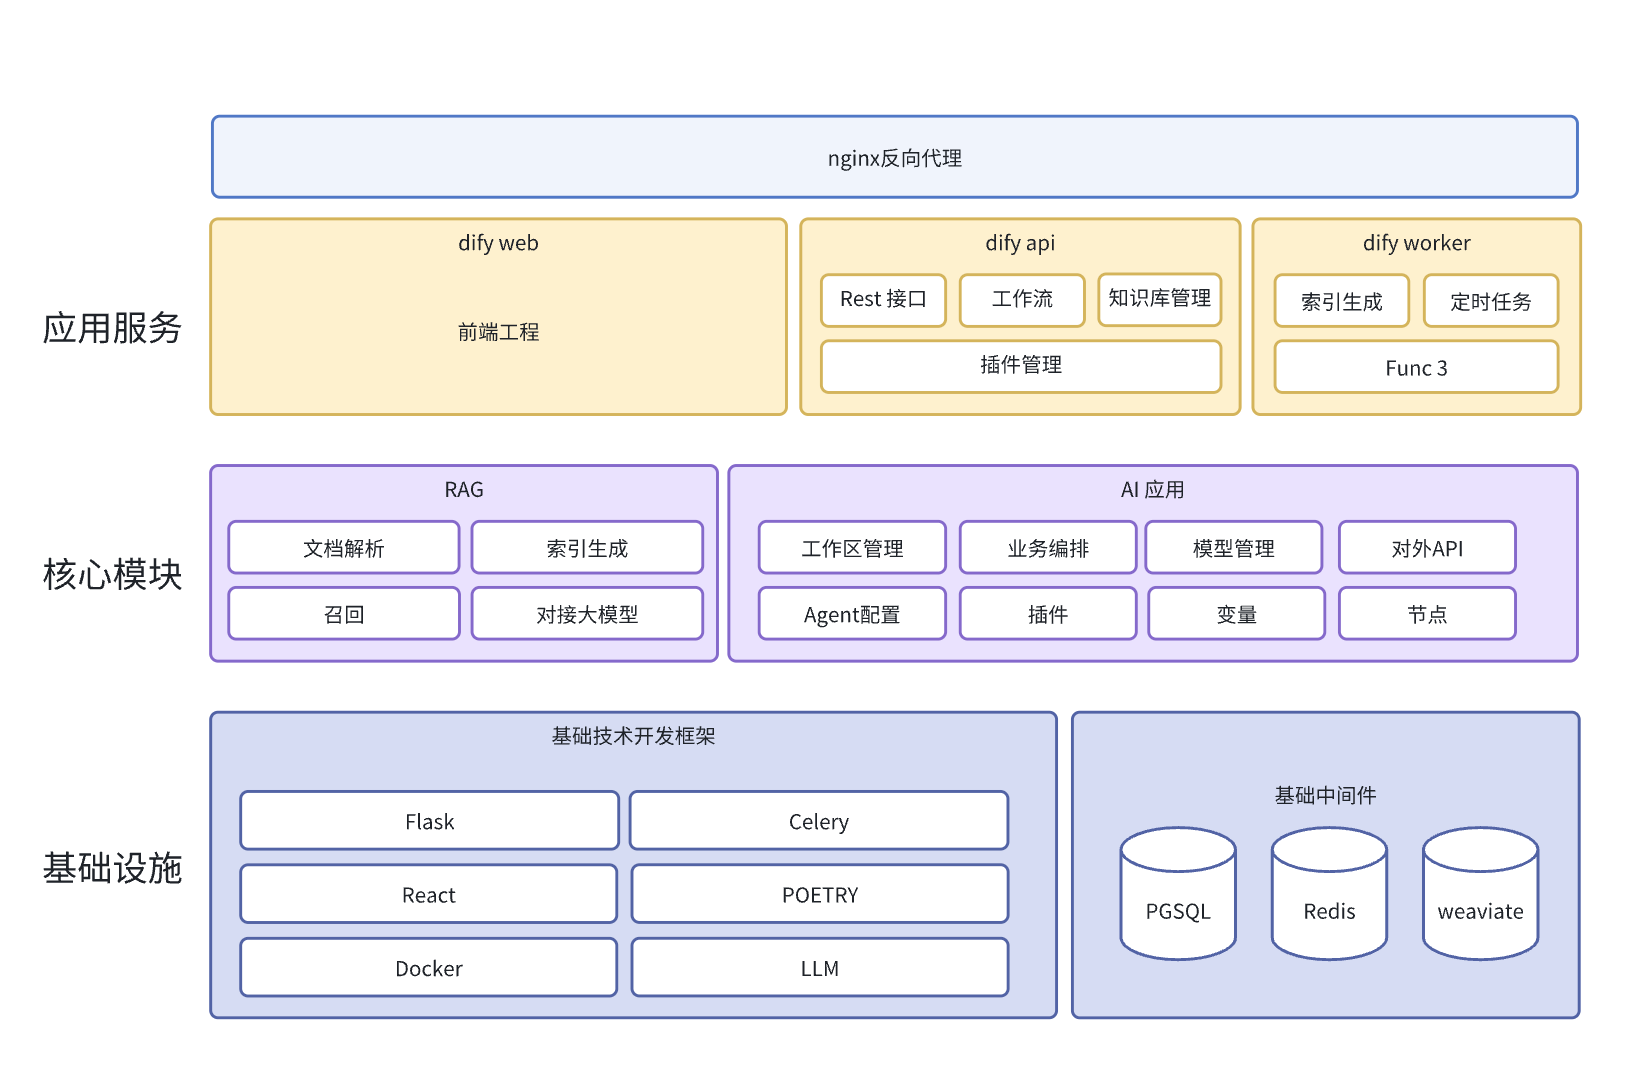 nginx反向代理
应用服务
dify web
前端工程
dify api
Rest 接口
工作流
知识库管理
插件管理
dify worker
索引生成
定时任务
Func 3
核心模块
RAG
文档解析
索引生成
召回
对接大模型
AI 应用
工作区管理
业务编排
模型管理
对外API
Agent配置
插件
变量
节点
基础设施
基础技术开发框架
Flask
Celery
React
POETRY
Docker
LLM
基础中间件
PGSQL
Redis
weaviate